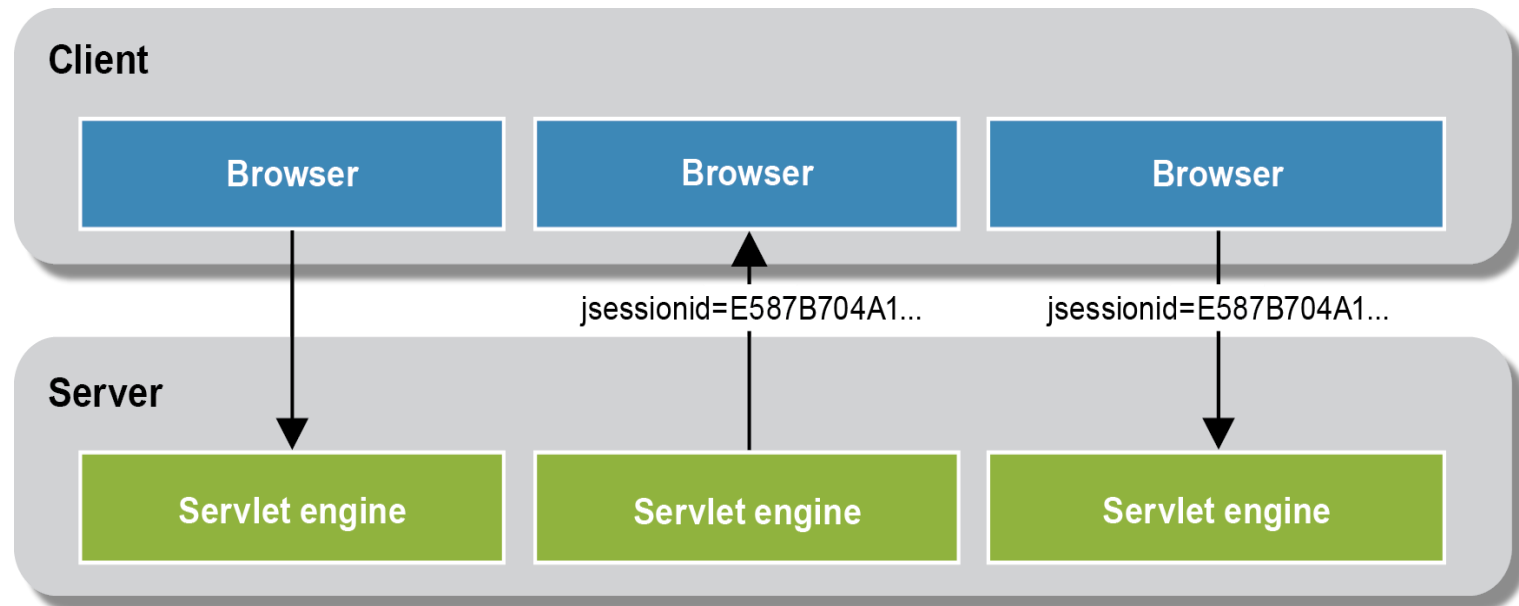 Client
Browser
Browser
Browser
jsessionid=E587B704A1...
jsessionid=E587B704A1...
Server
Servlet engine
Servlet engine
Servlet engine